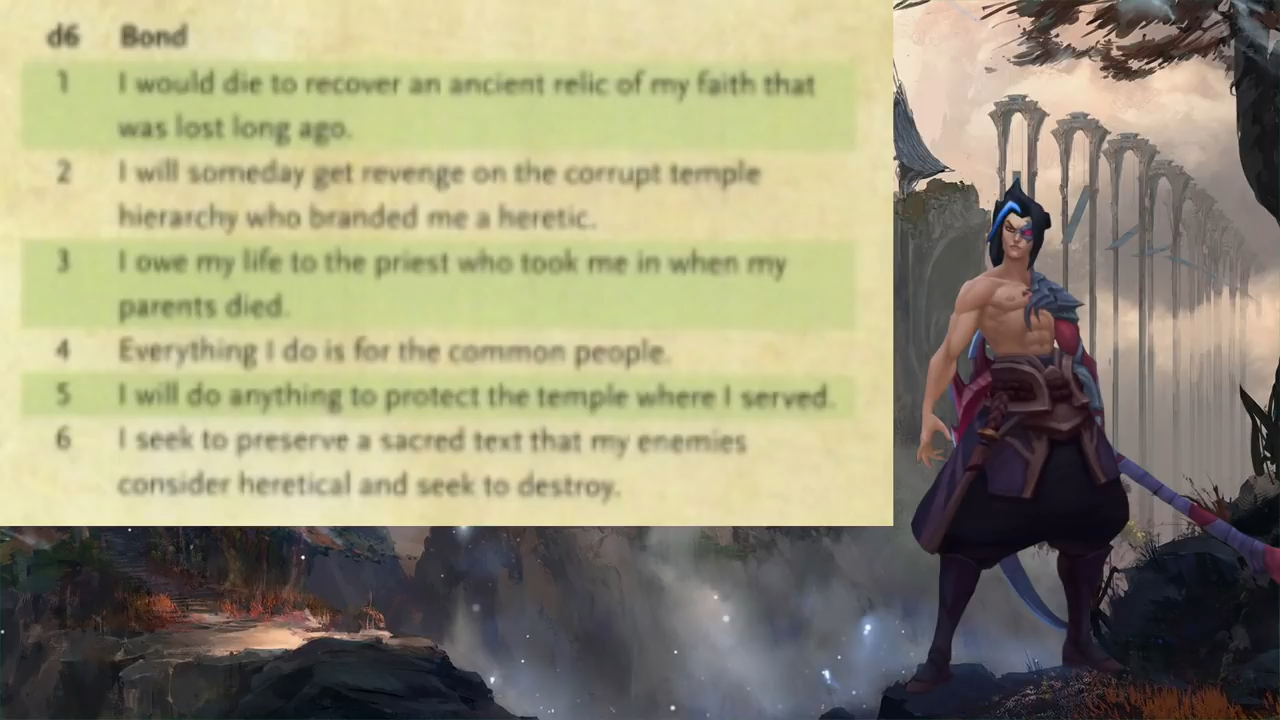 d6 Bond
1 I would die to recover an ancient relic of my faith that
was lost long ago.
2 I will someday get revenge on the corrupt temple
hierarchy who branded me a heretic.
3 I owe my life to the priest who took me in when my
parents died.
4 Everything I do is for the common people.
5 I will do anything to protect the temple where I served.
6 I seek to preserve a sacred text that my enemies
consider heretical and seek to destroy.